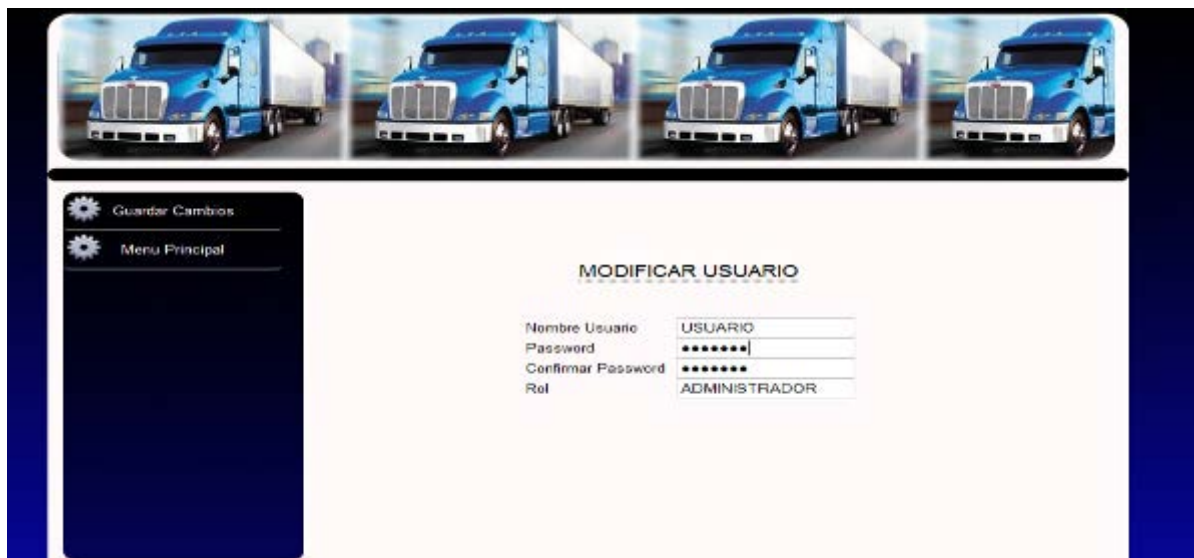 Guardar Cambios
Menu Principal
MODIFICAR USUARIO
Nombre Usuario USUARIO
Password •••••••
Confirmar Password •••••••
Rol ADMINISTRADOR